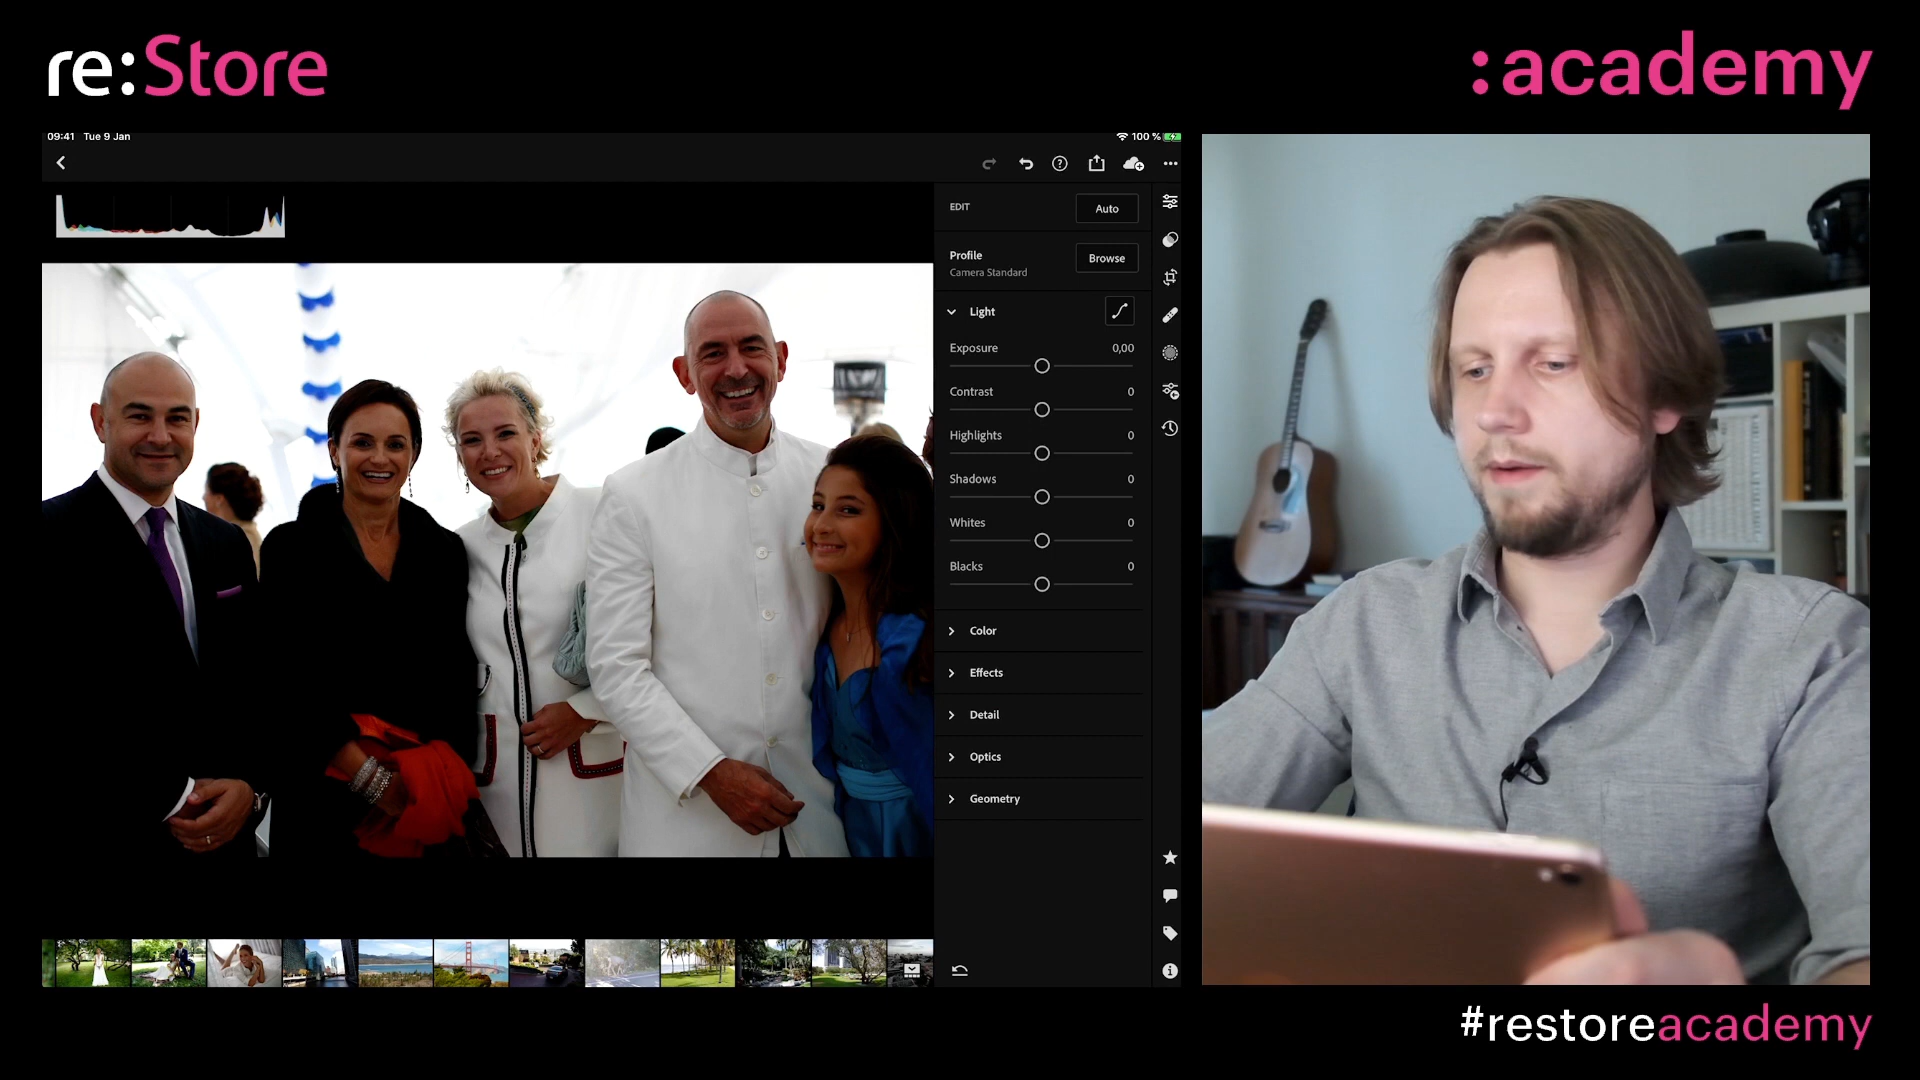 re:Store
:academy
09:41 Tue 9 Jan
100 %
EDIT
Auto
Profile
Camera Standard
Browse
Light
Exposure 0,00
Contrast 0
Highlights 0
Shadows 0
Whites 0
Blacks 0
Color
Effects
Detail
Optics
Geometry
#restoreacademy